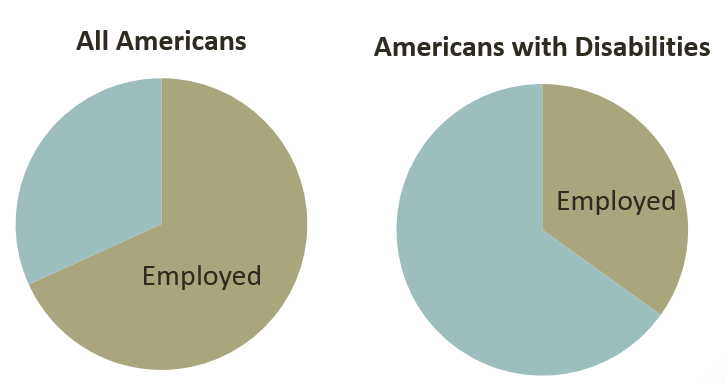 All Americans
Americans with Disabilities
Employed
Employed